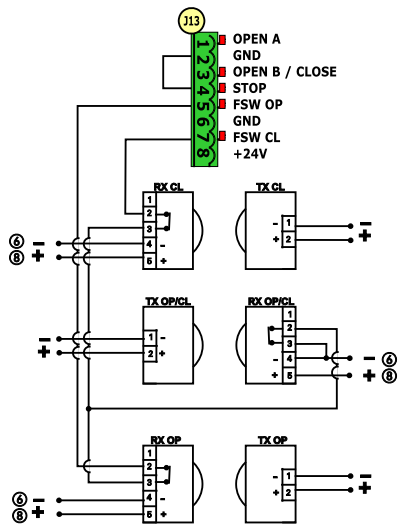 J13
1 OPEN A
2 GND
3 OPEN B / CLOSE
4 STOP
5 FSW OP
6 GND
7 FSW CL
8 +24V
RX CL
TX CL
1
2
3
4 -
5 +
6 -
8 +
- 1
+ 2
-
+
TX OP/CL
RX OP/CL
-
+
1 -
2 +
1
2
3
- 4
+ 5
- 6
+ 8
RX OP
TX OP
1
2
3
4 -
5 +
6 -
8 +
- 1
+ 2
-
+